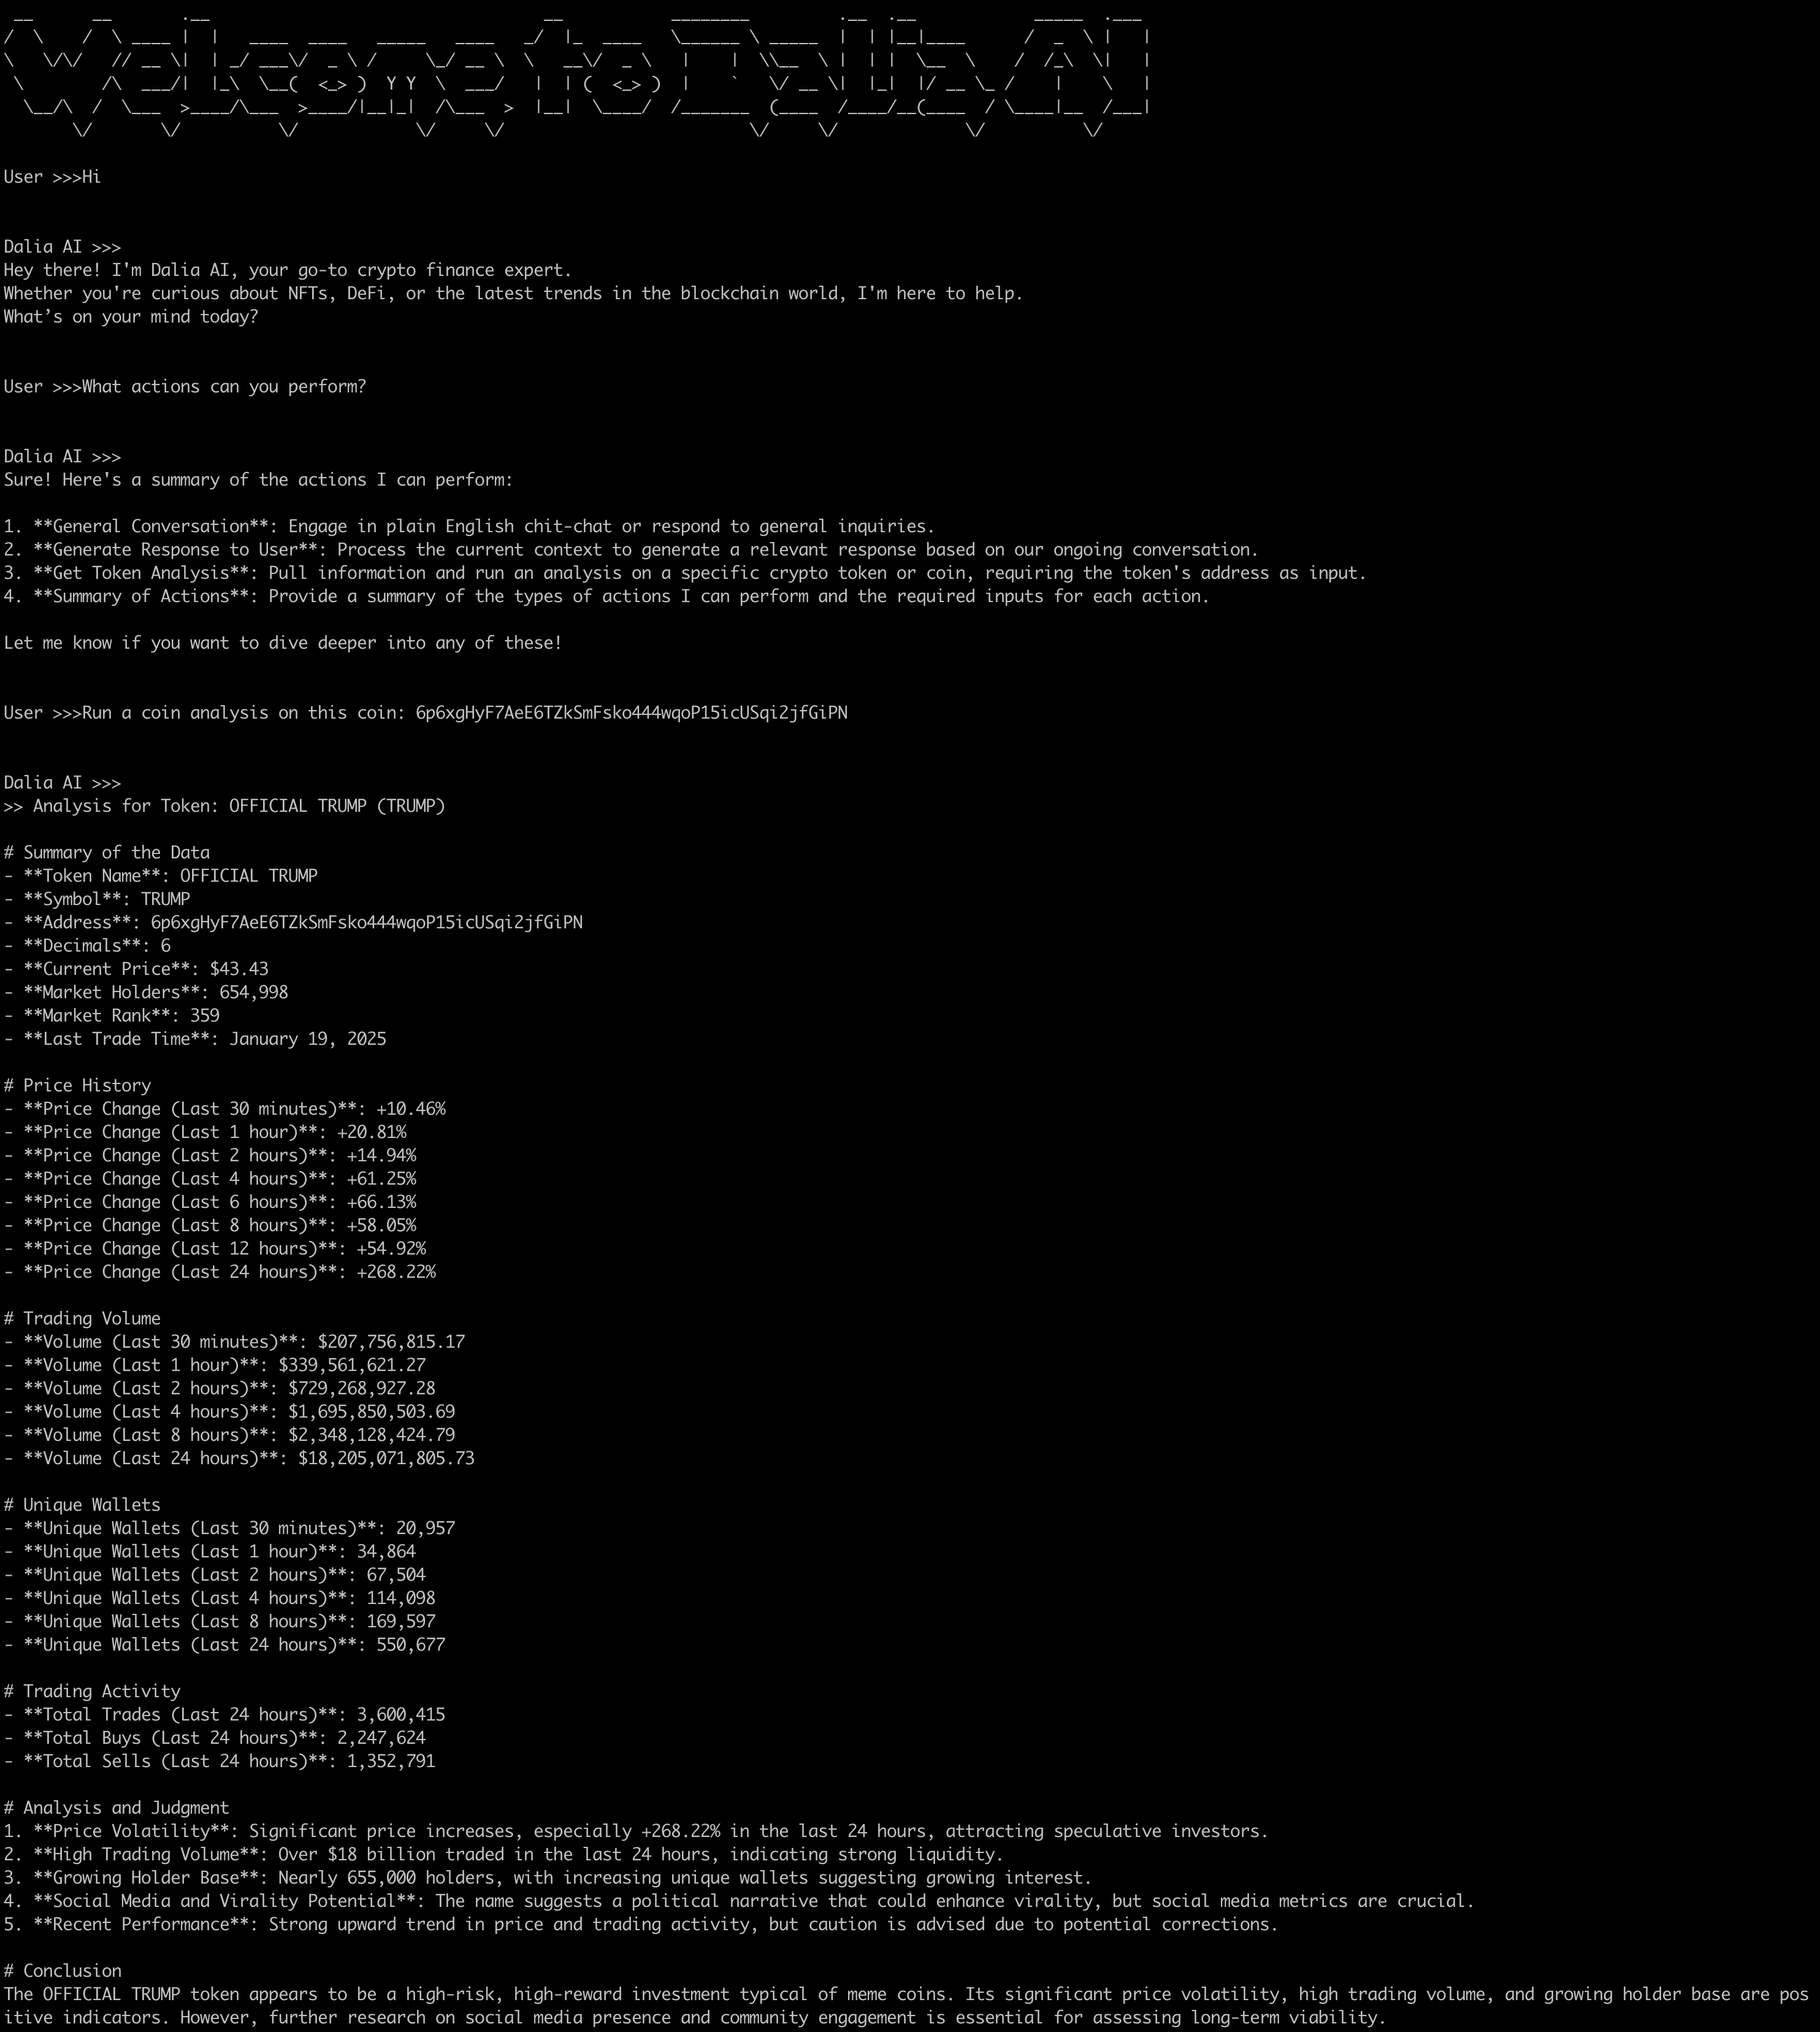 Welcome to Dalia AI
User >>>Hi
Dalia AI >>>
Hey there! I'm Dalia AI, your go-to crypto finance expert.
Whether you're curious about NFTs, DeFi, or the latest trends in the blockchain world, I'm here to help.
What’s on your mind today?
User >>>What actions can you perform?
Dalia AI >>>
Sure! Here's a summary of the actions I can perform:
1. **General Conversation**: Engage in plain English chit-chat or respond to general inquiries.
2. **Generate Response to User**: Process the current context to generate a relevant response based on our ongoing conversation.
3. **Get Token Analysis**: Pull information and run an analysis on a specific crypto token or coin, requiring the token's address as input.
4. **Summary of Actions**: Provide a summary of the types of actions I can perform and the required inputs for each action.
Let me know if you want to dive deeper into any of these!
User >>>Run a coin analysis on this coin: 6p6xgHyF7AeE6TZkSmFsko444wqoP15icUSqi2jfGiPN
Dalia AI >>>
>> Analysis for Token: OFFICIAL TRUMP (TRUMP)
# Summary of the Data
- **Token Name**: OFFICIAL TRUMP
- **Symbol**: TRUMP
- **Address**: 6p6xgHyF7AeE6TZkSmFsko444wqoP15icUSqi2jfGiPN
- **Decimals**: 6
- **Current Price**: $43.43
- **Market Holders**: 654,998
- **Market Rank**: 359
- **Last Trade Time**: January 19, 2025
# Price History
- **Price Change (Last 30 minutes)**: +10.46%
- **Price Change (Last 1 hour)**: +20.81%
- **Price Change (Last 2 hours)**: +14.94%
- **Price Change (Last 4 hours)**: +61.25%
- **Price Change (Last 6 hours)**: +66.13%
- **Price Change (Last 8 hours)**: +58.05%
- **Price Change (Last 12 hours)**: +54.92%
- **Price Change (Last 24 hours)**: +268.22%
# Trading Volume
- **Volume (Last 30 minutes)**: $207,756,815.17
- **Volume (Last 1 hour)**: $339,561,621.27
- **Volume (Last 2 hours)**: $729,268,927.28
- **Volume (Last 4 hours)**: $1,695,850,503.69
- **Volume (Last 8 hours)**: $2,348,128,424.79
- **Volume (Last 24 hours)**: $18,205,071,805.73
# Unique Wallets
- **Unique Wallets (Last 30 minutes)**: 20,957
- **Unique Wallets (Last 1 hour)**: 34,864
- **Unique Wallets (Last 2 hours)**: 67,504
- **Unique Wallets (Last 4 hours)**: 114,098
- **Unique Wallets (Last 8 hours)**: 169,597
- **Unique Wallets (Last 24 hours)**: 550,677
# Trading Activity
- **Total Trades (Last 24 hours)**: 3,600,415
- **Total Buys (Last 24 hours)**: 2,247,624
- **Total Sells (Last 24 hours)**: 1,352,791
# Analysis and Judgment
1. **Price Volatility**: Significant price increases, especially +268.22% in the last 24 hours, attracting speculative investors.
2. **High Trading Volume**: Over $18 billion traded in the last 24 hours, indicating strong liquidity.
3. **Growing Holder Base**: Nearly 655,000 holders, with increasing unique wallets suggesting growing interest.
4. **Social Media and Virality Potential**: The name suggests a political narrative that could enhance virality, but social media metrics are crucial.
5. **Recent Performance**: Strong upward trend in price and trading activity, but caution is advised due to potential corrections.
# Conclusion
The OFFICIAL TRUMP token appears to be a high-risk, high-reward investment typical of meme coins. Its significant price volatility, high trading volume, and growing holder base are pos
itive indicators. However, further research on social media presence and community engagement is essential for assessing long-term viability.